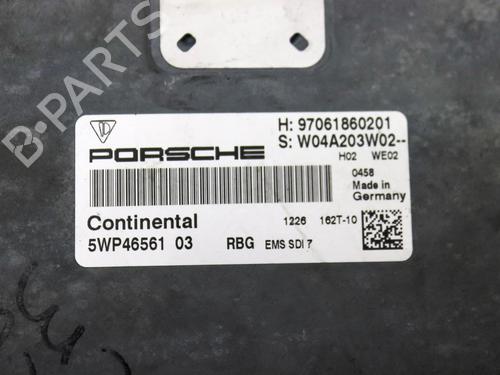 H: 97061860201
S: W04A203W02--
H02 WE02
PORSCHE
0458
Made in
Germany
Continental
1226 162T-10
5WP46561 03 RBG EMS SDI 7
B-PARTS